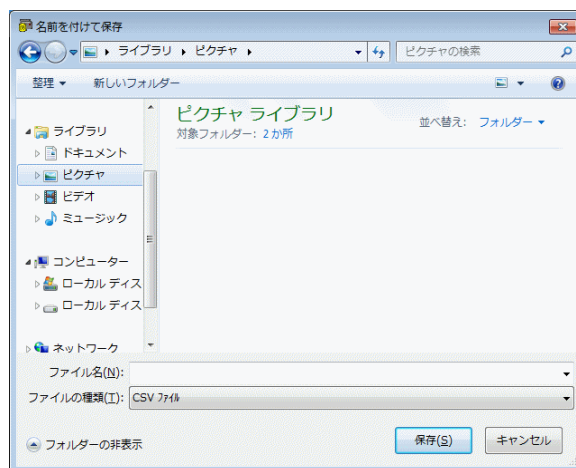 名前を付けて保存
ライブラリ ピクチャ ピクチャの検索
整理 新しいフォルダー
ライブラリ
ドキュメント
ピクチャ
ビデオ
ミュージック
コンピューター
ローカル ディス
ローカル ディス
ネットワーク
ピクチャ ライブラリ
対象フォルダー: 2 か所
並べ替え: フォルダー
ファイル名(N):
ファイルの種類(T): CSV ファイル
フォルダーの非表示 保存(S) キャンセル